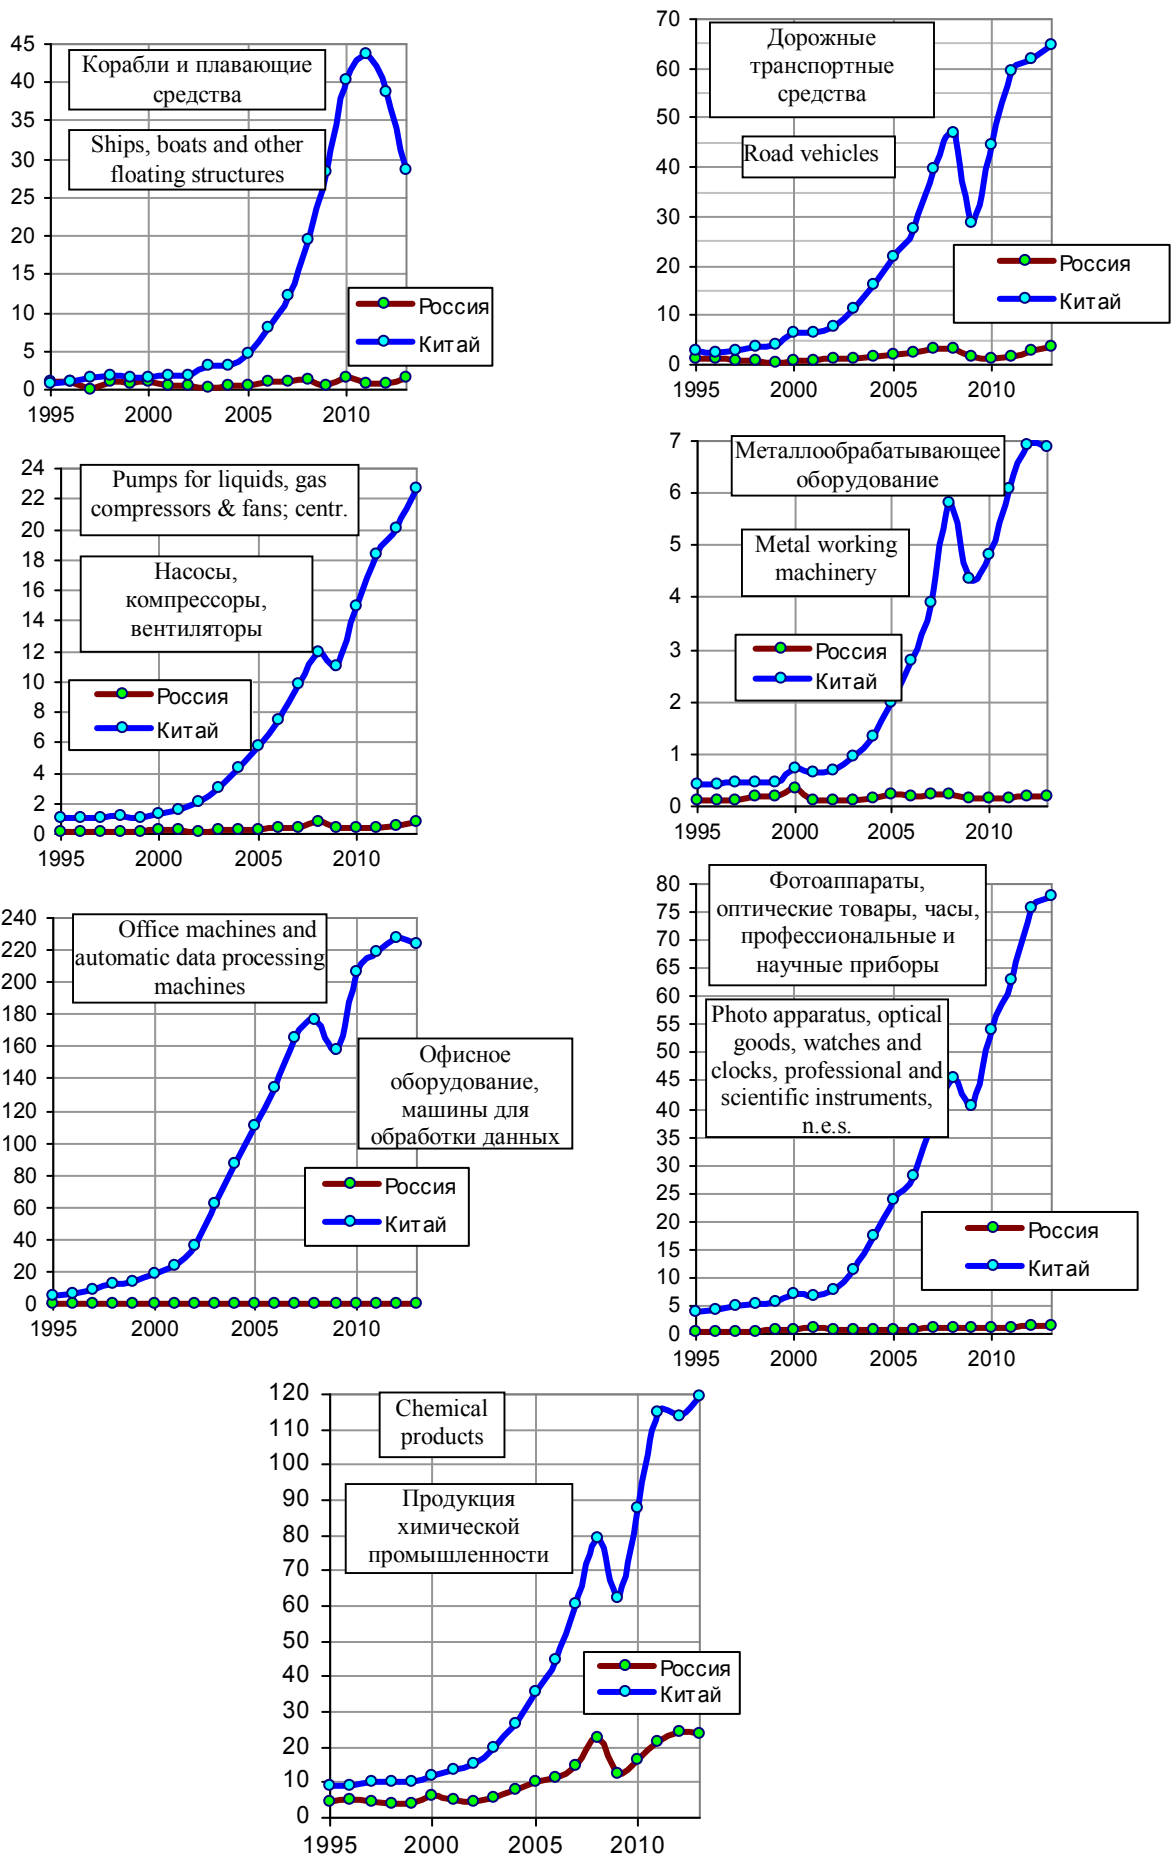 45
40
35
30
25
20
15
10
5
0
1995 2000 2005 2010
Корабли и плавающие
средства
Ships, boats and other
floating structures
Россия
Китай
70
60
50
40
30
20
10
0
1995 2000 2005 2010
Дорожные
транспортные
средства
Road vehicles
Россия
Китай
24
22
20
18
16
14
12
10
8
6
4
2
0
1995 2000 2005 2010
Pumps for liquids, gas
compressors & fans; centr.
Насосы,
компрессоры,
вентиляторы
Россия
Китай
7
6
5
4
3
2
1
0
1995 2000 2005 2010
Металлообрабатывающее
оборудование
Metal working
machinery
Россия
Китай
240
220
200
180
160
140
120
100
80
60
40
20
0
1995 2000 2005 2010
Office machines and
automatic data processing
machines
Офисное
оборудование,
машины для
обработки данных
Россия
Китай
80
75
70
65
60
55
50
45
40
35
30
25
20
15
10
5
0
1995 2000 2005 2010
Фотоаппараты,
оптические товары, часы,
профессиональные и
научные приборы
Photo apparatus, optical
goods, watches and
clocks, professional and
scientific instruments,
n.e.s.
Россия
Китай
120
110
100
90
80
70
60
50
40
30
20
10
0
1995 2000 2005 2010
Chemical
products
Продукция
химической
промышленности
Россия
Китай